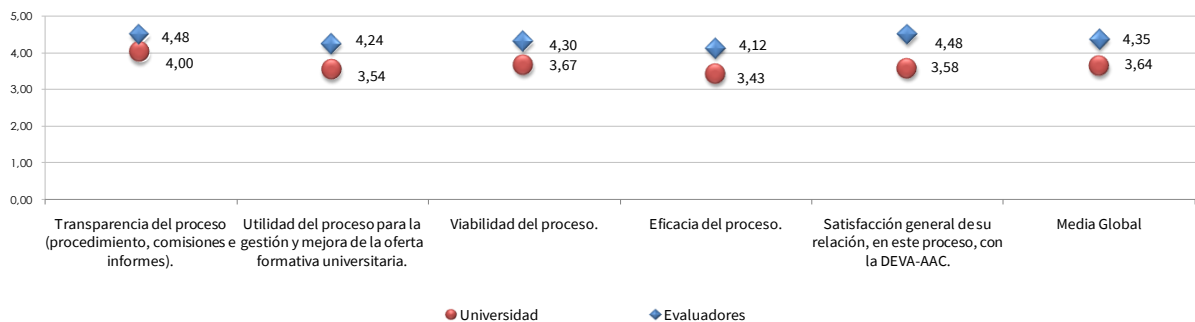 5,00
4,00
3,00
2,00
1,00
0,00
4,48
4,00
4,24
3,54
4,30
3,67
4,12
3,43
4,48
3,58
4,35
3,64
Transparencia del proceso
(procedimiento, comisiones e
informes).
Utilidad del proceso para la
gestión y mejora de la oferta
formativa universitaria.
Viabilidad del proceso.
Eficacia del proceso.
Satisfacción general de su
relación, en este proceso, con
la DEVA-AAC.
Media Global
Universidad
Evaluadores